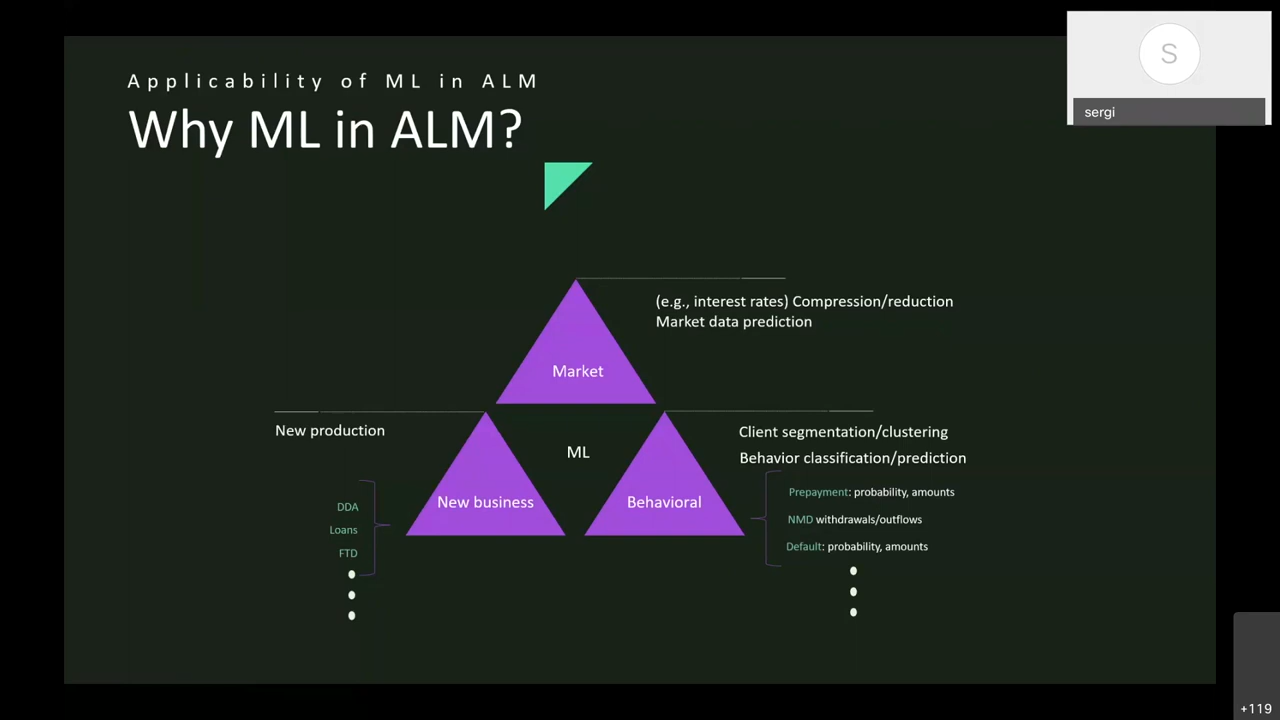 Applicability of ML in ALM
Why ML in ALM?
S
sergi
(e.g., interest rates) Compression/reduction
Market data prediction
Market
New production
Client segmentation/clustering
ML
Behavior classification/prediction
New business
Behavioral
DDA
Loans
FTD
Prepayment: probability, amounts
NMD withdrawals/outflows
Default: probability, amounts
+119